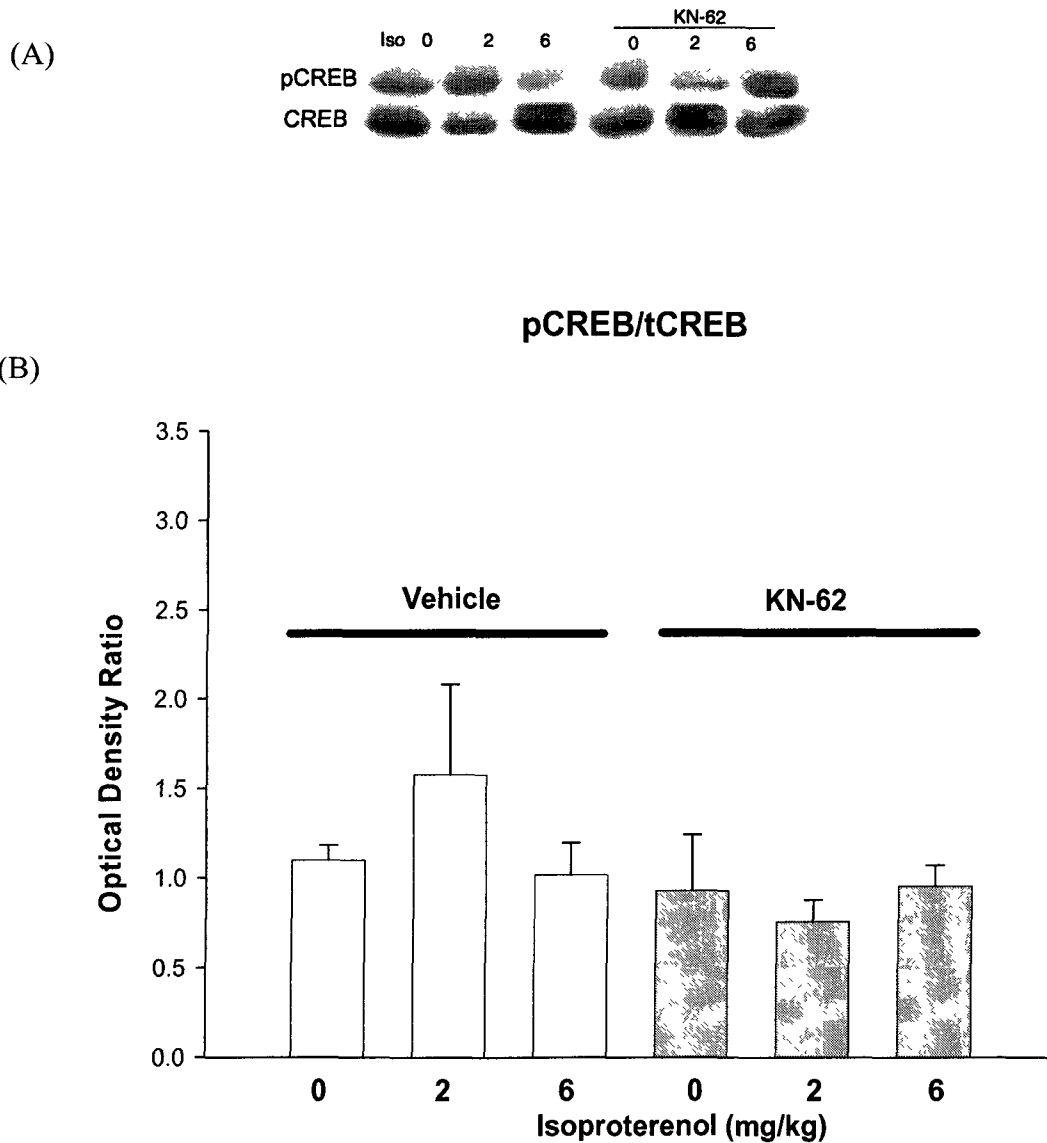 (A)
KN-62
Iso 0 2 6 0 2 6
pCREB
CREB
pCREB/tCREB
(B)
3.5
3.0
2.5
2.0
1.5
1.0
0.5
0.0
Optical Density Ratio
Vehicle KN-62
0 2 6 0 2 6
Isoproterenol (mg/kg)